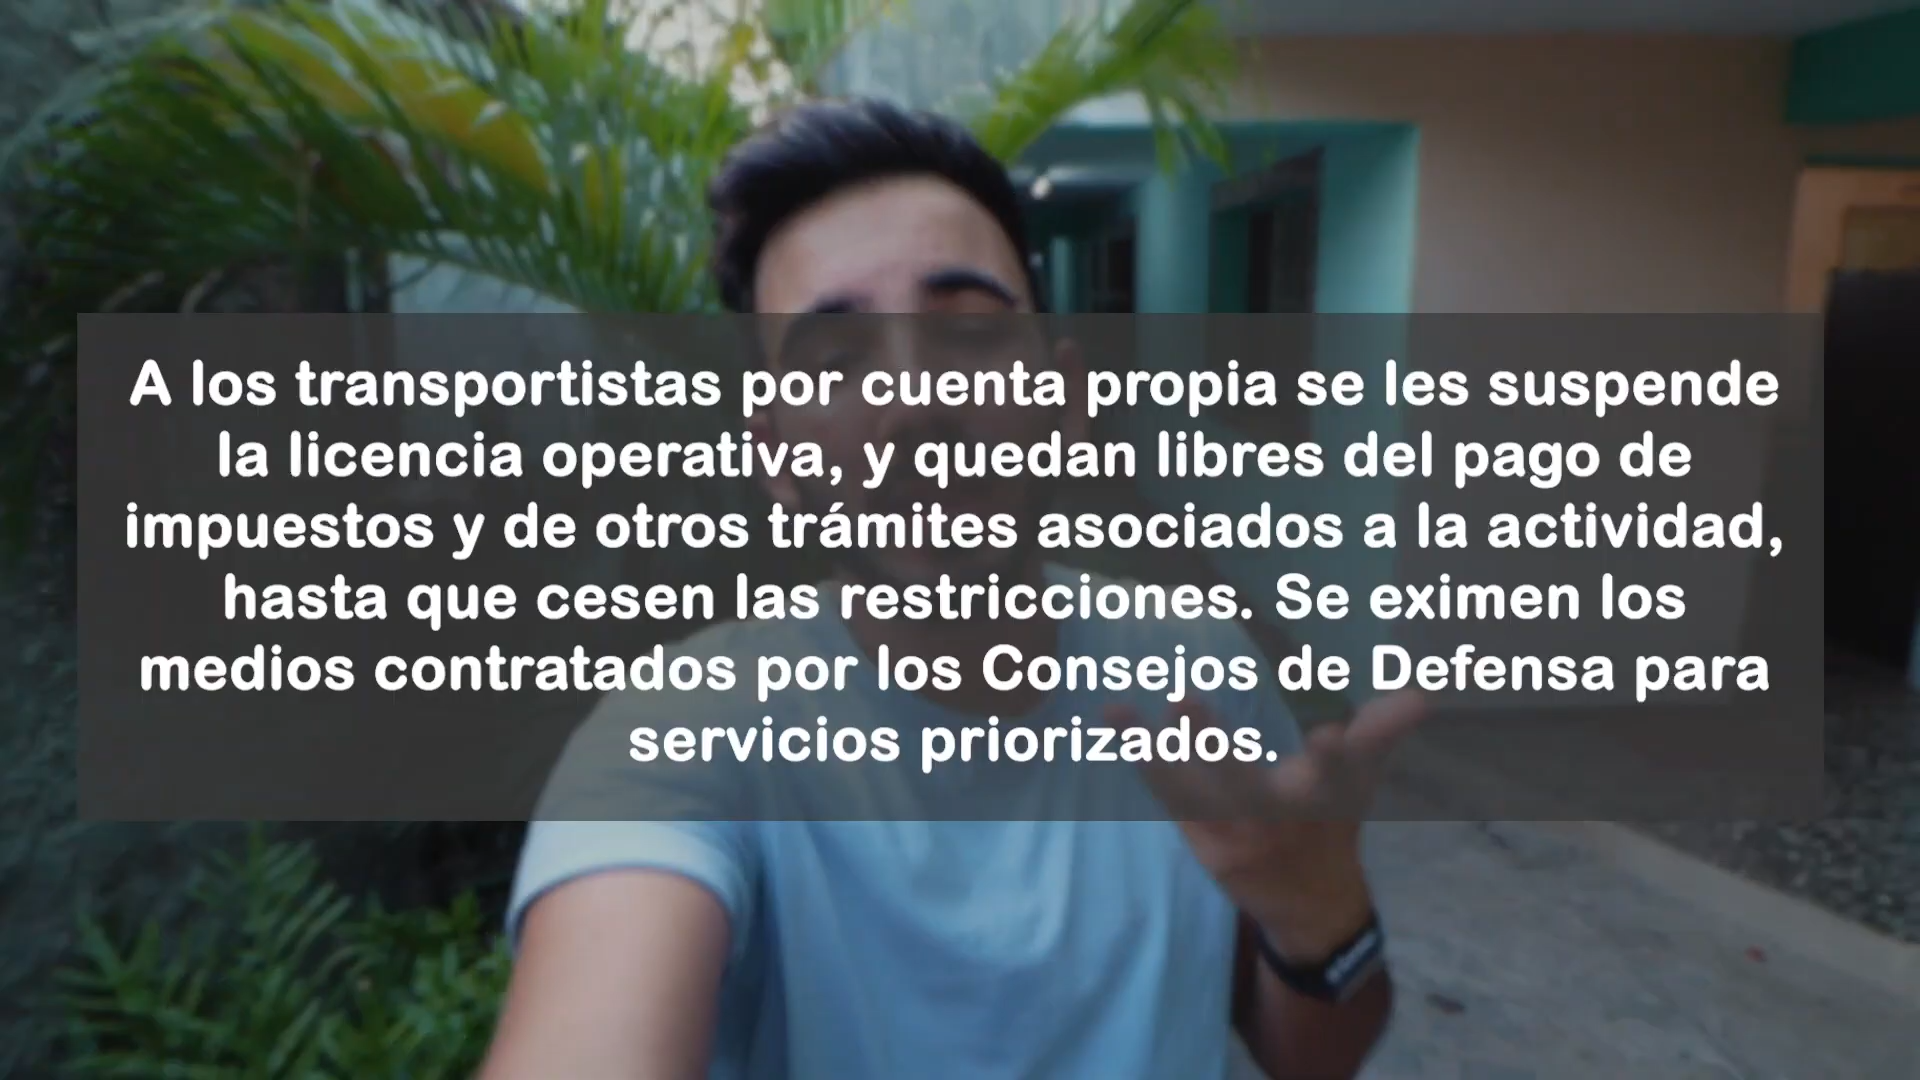 A los transportistas por cuenta propia se les suspende
la licencia operativa, y quedan libres del pago de
impuestos y de otros trámites asociados a la actividad,
hasta que cesen las restricciones. Se eximen los
medios contratados por los Consejos de Defensa para
servicios priorizados.